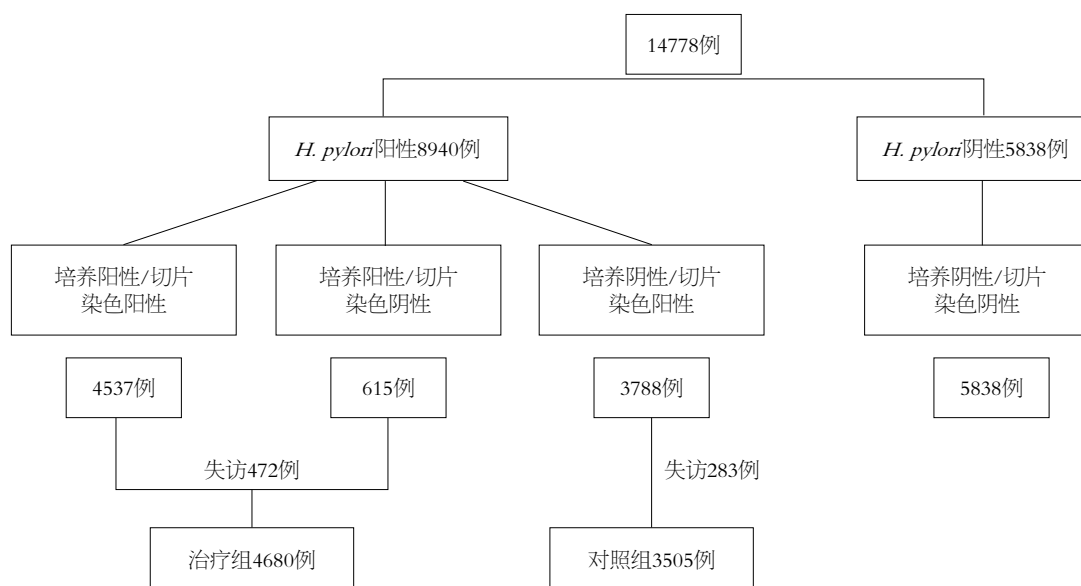 14778例
H. pylori阳性8940例
H. pylori阴性5838例
培养阳性/切片
染色阳性
培养阳性/切片
染色阴性
培养阴性/切片
染色阳性
培养阴性/切片
染色阴性
4537例
615例
3788例
5838例
失访472例
失访283例
治疗组4680例
对照组3505例